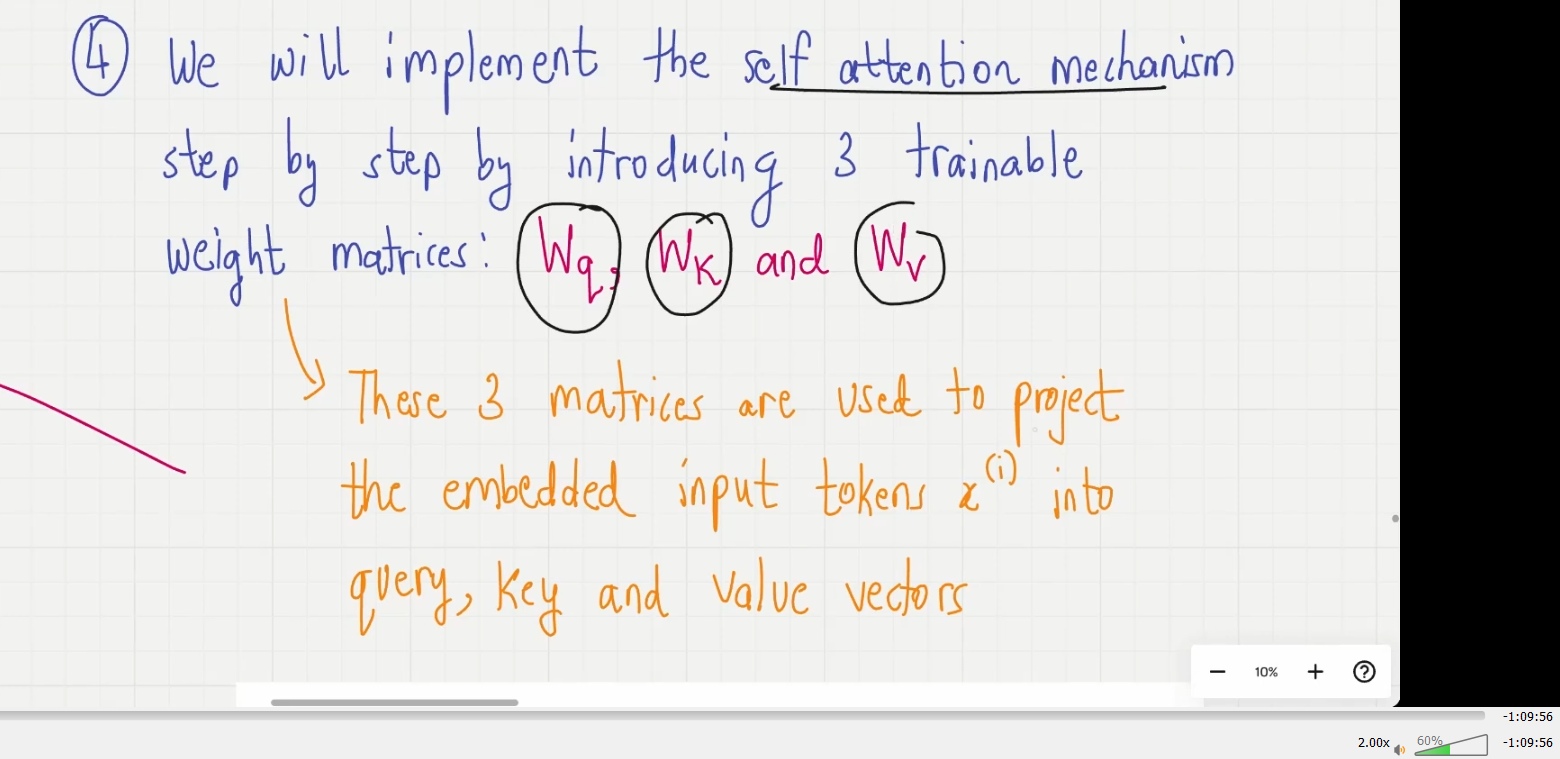 ④ We will implement the self attention mechanism
step by step by introducing 3 trainable
weight matrices: Wq, WK and Wv
These 3 matrices are used to project
the embedded input tokens x^(i) into
query, Key and value vectors
− 10% + ?
-1:09:56
2.00x 60% -1:09:56